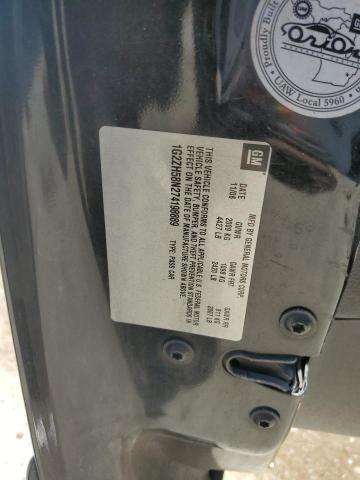 Proudly Built
Orion
UAW Local 5960
GM
MFD BY GENERAL MOTORS CORP
DATE GVWR GAWR FRT GAWR RR
11/06 2009 KG 1098 KG 911 KG
4427 LB 2420 LB 2007 LB
THIS VEHICLE CONFORMS TO ALL APPLICABLE U.S. FEDERAL MOTOR
VEHICLE SAFETY, BUMPER, AND THEFT PREVENTION STANDARDS IN
EFFECT ON THE DATE OF MANUFACTURE SHOWN ABOVE.
1G2ZH58N274198889 TYPE: PASS CAR